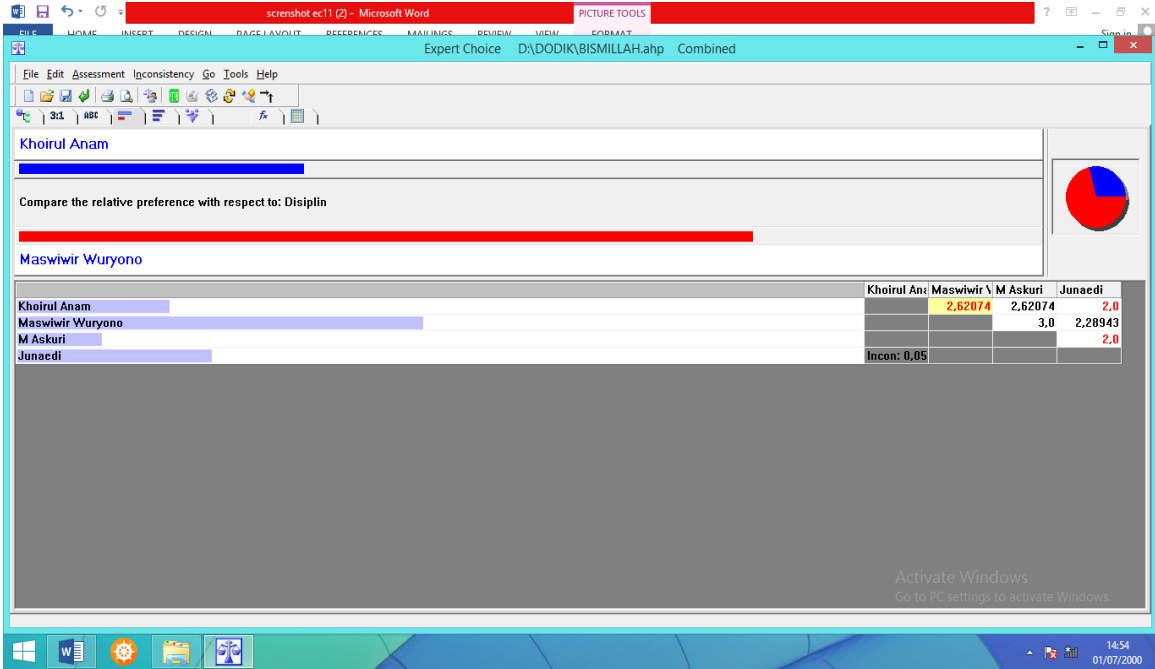 screnshot ec11 (2) - Microsoft Word
PICTURE TOOLS
FILE HOME INSERT DESIGN PAGE LAYOUT REFERENCES MAILINGS REVIEW VIEW FORMAT Sign in
Expert Choice D:\DODIK\BISMILLAH.ahp Combined
File Edit Assessment Inconsistency Go Tools Help
3:1 ABC fx
Khoirul Anam
Compare the relative preference with respect to: Disiplin
Maswiwir Wuryono
Khoirul Ana Maswiwir \ M Askuri Junaedi
Khoirul Anam 2,62074 2,62074 2,0
Maswiwir Wuryono 3,0 2,28943
M Askuri 2,0
Junaedi Incon: 0,05
Activate Windows
Go to PC settings to activate Windows.
14:54
01/07/2000